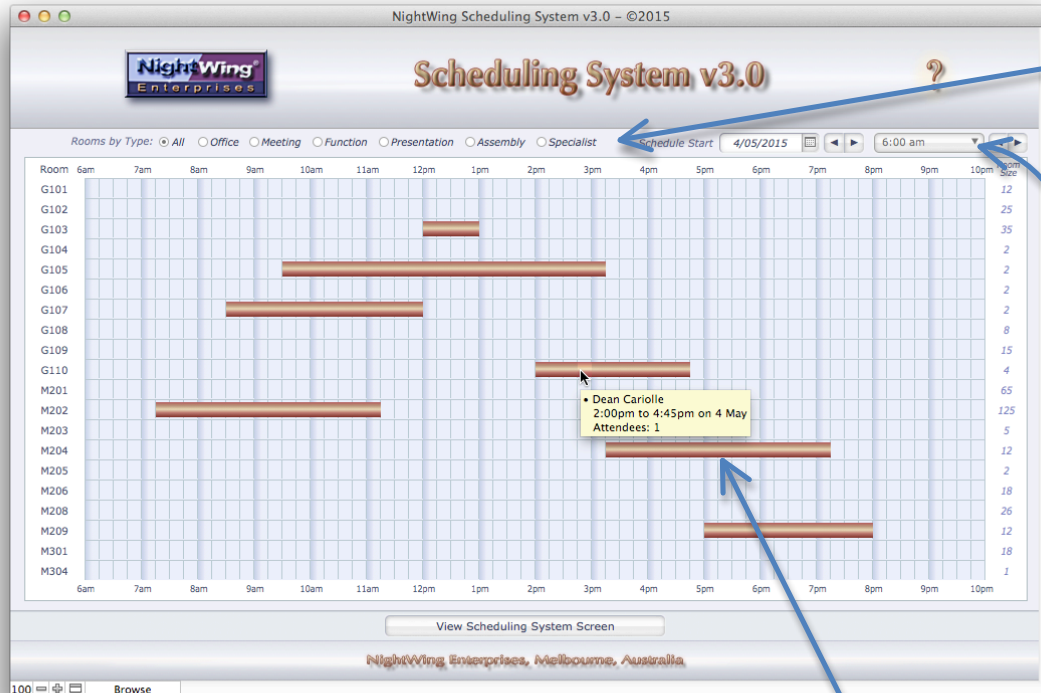 NightWing Scheduling System v3.0 – ©2015
NightWing
Enterprises
Scheduling System v3.0
?
Rooms by Type: All Office Meeting Function Presentation Assembly Specialist Schedule Start 4/05/2015 6:00 am
Room 6am 7am 8am 9am 10am 11am 12pm 1pm 2pm 3pm 4pm 5pm 6pm 7pm 8pm 9pm 10pm Room Size
G101 12
G102 25
G103 35
G104 2
G105 2
G106 2
G107 2
G108 8
G109 15
G110 4
M201 65
• Dean Cariolle
M202 125
2:00pm to 4:45pm on 4 May
Attendees: 1
M203 5
M204 12
M205 2
M206 18
M208 26
M209 12
M301 18
M304 1
6am 7am 8am 9am 10am 11am 12pm 1pm 2pm 3pm 4pm 5pm 6pm 7pm 8pm 9pm 10pm
View Scheduling System Screen
NightWing Enterprises, Melbourne, Australia
100 Browse